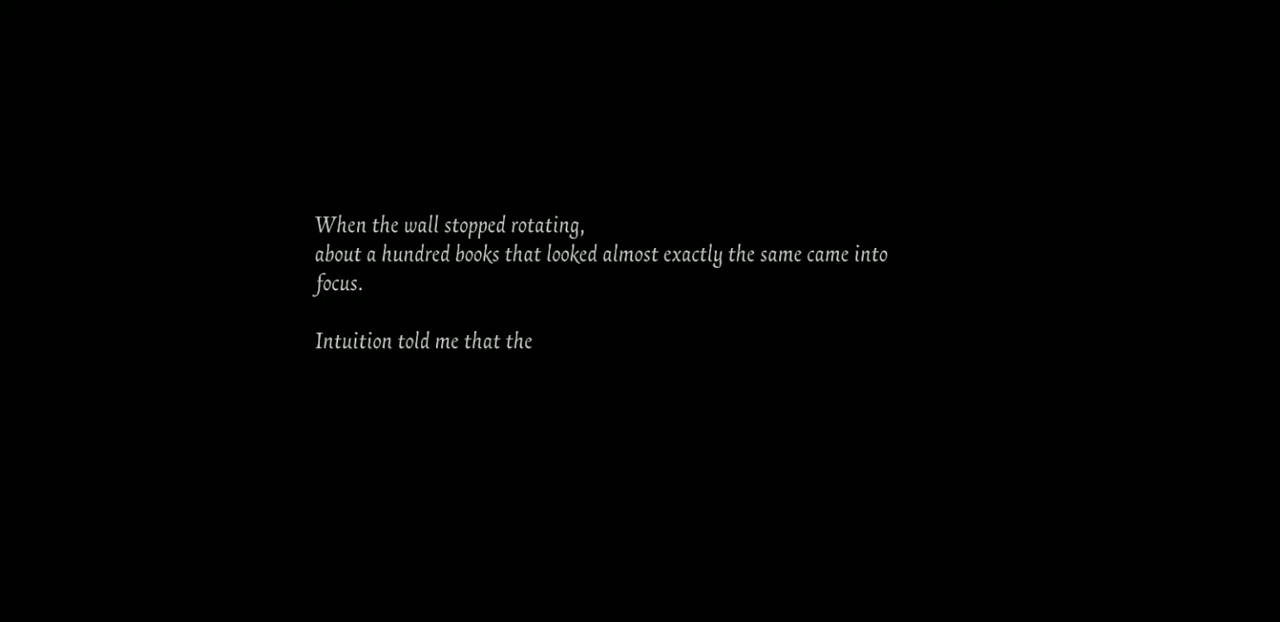 When the wall stopped rotating,
about a hundred books that looked almost exactly the same came into
focus.
Intuition told me that the